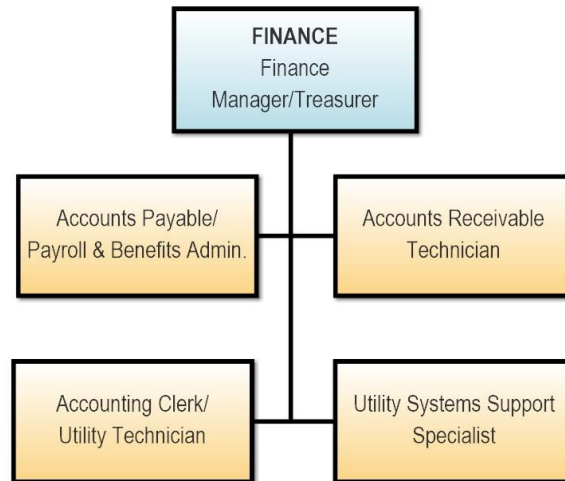 FINANCE
Finance
Manager/Treasurer
Accounts Payable/
Payroll & Benefits Admin.
Accounts Receivable
Technician
Accounting Clerk/
Utility Technician
Utility Systems Support
Specialist